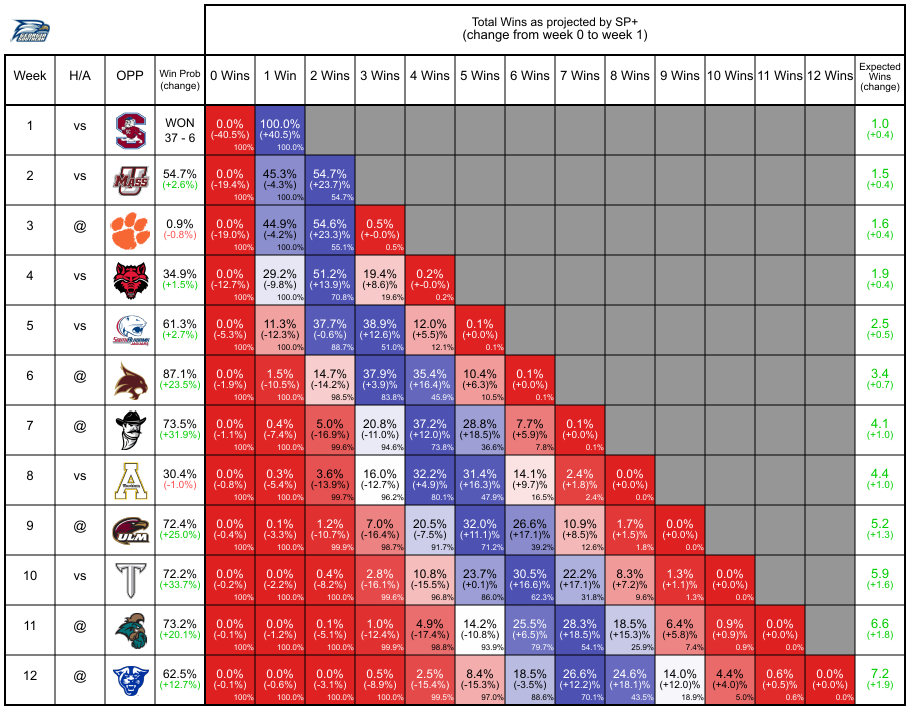 GEORGIA SOUTHERN
Total Wins as projected by SP+
(change from week 0 to week 1)
Week H/A OPP Win Prob (change) 0 Wins 1 Win 2 Wins 3 Wins 4 Wins 5 Wins 6 Wins 7 Wins 8 Wins 9 Wins 10 Wins 11 Wins 12 Wins Expected Wins (change)
1 vs S WON 0.0% 100.0% 1.0
37 - 6 (-40.5%) (+40.5)% (+0.4)
100% 100.0%
2 vs U MASS 54.7% 0.0% 45.3% 54.7% 1.5
(+2.6%) (-19.4%) (-4.3%) (+23.7)% (+0.4)
100% 100.0% 54.7%
3 @ 0.9% 0.0% 44.9% 54.6% 0.5% 1.6
(-0.8%) (-19.0%) (-4.2%) (+23.3)% (+-0.0)% (+0.4)
100% 100.0% 55.1% 0.5%
4 vs 34.9% 0.0% 29.2% 51.2% 19.4% 0.2% 1.9
(+1.5%) (-12.7%) (-9.8%) (+13.9)% (+8.6)% (+-0.0)% (+0.4)
100% 100.0% 70.8% 19.6% 0.2%
5 vs SOUTH ALABAMA 61.3% 0.0% 11.3% 37.7% 38.9% 12.0% 0.1% 2.5
(+2.7%) (-5.3%) (-12.3%) (-0.6%) (+12.6)% (+5.5)% (+0.0)% (+0.5)
100% 100.0% 88.7% 51.0% 12.1% 0.1%
6 @ 87.1% 0.0% 1.5% 14.7% 37.9% 35.4% 10.4% 0.1% 3.4
(+23.5%) (-1.9%) (-10.5%) (-14.2%) (+3.9)% (+16.4)% (+6.3)% (+0.0)% (+0.7)
100% 100.0% 98.5% 83.8% 45.9% 10.5% 0.1%
7 @ 73.5% 0.0% 0.4% 5.0% 20.8% 37.2% 28.8% 7.7% 0.1% 4.1
(+31.9%) (-1.1%) (-7.4%) (-16.9%) (-11.0%) (+12.0)% (+18.5)% (+5.9)% (+0.0)% (+1.0)
100% 100.0% 99.6% 94.6% 73.8% 36.6% 7.8% 0.1%
8 vs A 30.4% 0.0% 0.3% 3.6% 16.0% 32.2% 31.4% 14.1% 2.4% 0.0% 4.4
(-1.0%) (-0.8%) (-5.4%) (-13.9%) (-12.7%) (+4.9)% (+16.3)% (+9.7)% (+1.8)% (+0.0)% (+1.0)
100% 100.0% 99.7% 96.2% 80.1% 47.9% 16.5% 2.4% 0.0%
9 @ ULM 72.4% 0.0% 0.1% 1.2% 7.0% 20.5% 32.0% 26.6% 10.9% 1.7% 0.0% 5.2
(+25.0%) (-0.4%) (-3.3%) (-10.7%) (-16.4%) (-7.5%) (+11.1)% (+17.1)% (+8.5)% (+1.5)% (+0.0)% (+1.3)
100% 100.0% 99.9% 98.7% 91.7% 71.2% 39.2% 12.6% 1.8% 0.0%
10 vs T 72.2% 0.0% 0.0% 0.4% 2.8% 10.8% 23.7% 30.5% 22.2% 8.3% 1.3% 0.0% 5.9
(+33.7%) (-0.2%) (-2.2%) (-8.2%) (-16.1%) (-15.5%) (+0.1)% (+16.6)% (+17.1)% (+7.2)% (+1.1)% (+0.0)% (+1.6)
100% 100.0% 100.0% 99.6% 96.8% 86.0% 62.3% 31.8% 9.6% 1.3% 0.0%
11 @ 73.2% 0.0% 0.0% 0.1% 1.0% 4.9% 14.2% 25.5% 28.3% 18.5% 6.4% 0.9% 0.0% 6.6
(+20.1%) (-0.1%) (-1.2%) (-5.1%) (-12.4%) (-17.4%) (-10.8%) (+6.5)% (+18.5)% (+15.3)% (+5.8)% (+0.9)% (+0.0)% (+1.8)
100% 100.0% 100.0% 99.9% 98.8% 93.9% 79.7% 54.1% 25.9% 7.4% 0.9% 0.0%
12 @ 62.5% 0.0% 0.0% 0.0% 0.5% 2.5% 8.4% 18.5% 26.6% 24.6% 14.0% 4.4% 0.6% 0.0% 7.2
(+12.7%) (-0.1%) (-0.6%) (-3.1%) (-8.9%) (-15.4%) (-15.3%) (-3.5%) (+12.2)% (+18.1)% (+12.0)% (+4.0)% (+0.5)% (+0.0)% (+1.9)
100% 100.0% 100.0% 100.0% 99.5% 97.0% 88.6% 70.1% 43.5% 18.9% 5.0% 0.6% 0.0%